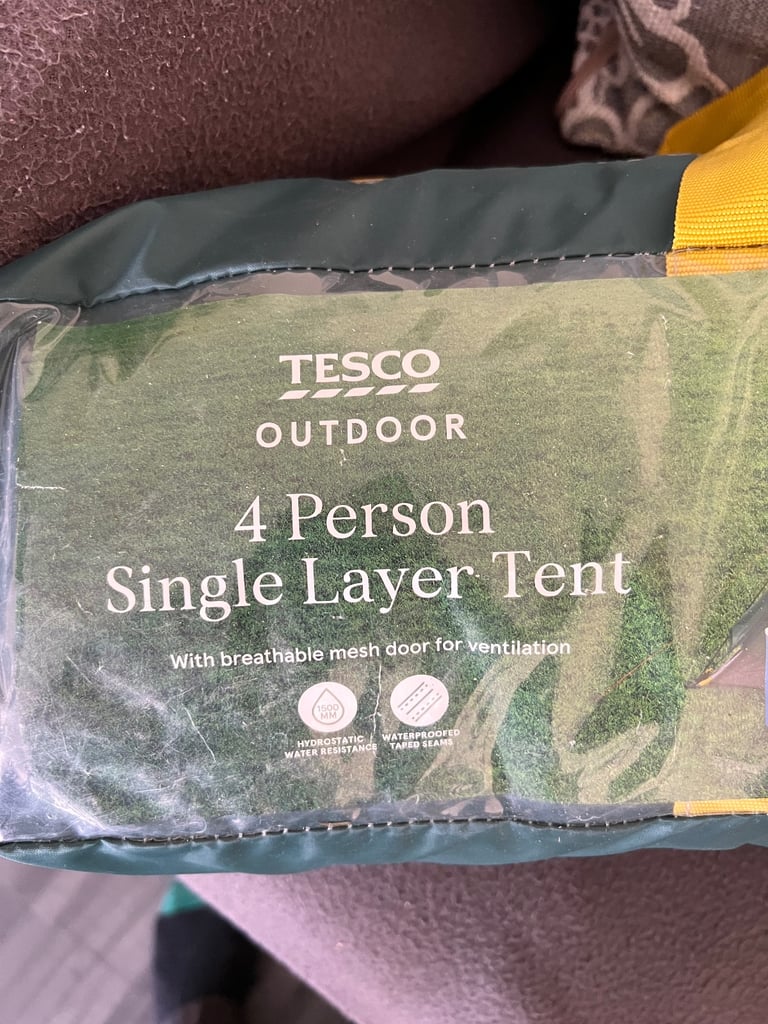 TESCO
OUTDOOR
4 Person
Single Layer Tent
With breathable mesh door for ventilation
1500
MM
HYDROSTATIC
WATER RESISTANCE
WATERPROOFED
TAPED SEAMS